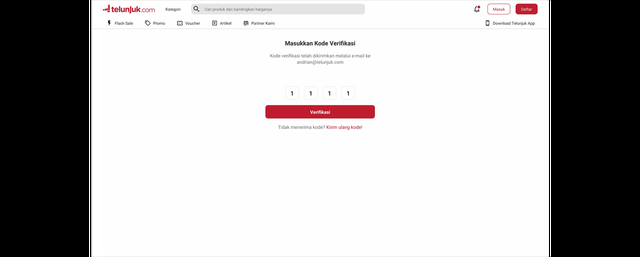 telunjuk.com
Kategori
Cari produk dan bandingkan harganya
Masuk
Daftar
Flash Sale
Promo
Voucher
Artikel
Partner Kami
Download Telunjuk App
Masukkan Kode Verifikasi
Kode verifikasi telah dikirimkan melalui e-mail ke
andrian@telunjuk.com
1 1 1 1
Verifikasi
Tidak menerima kode? Kirim ulang kode!